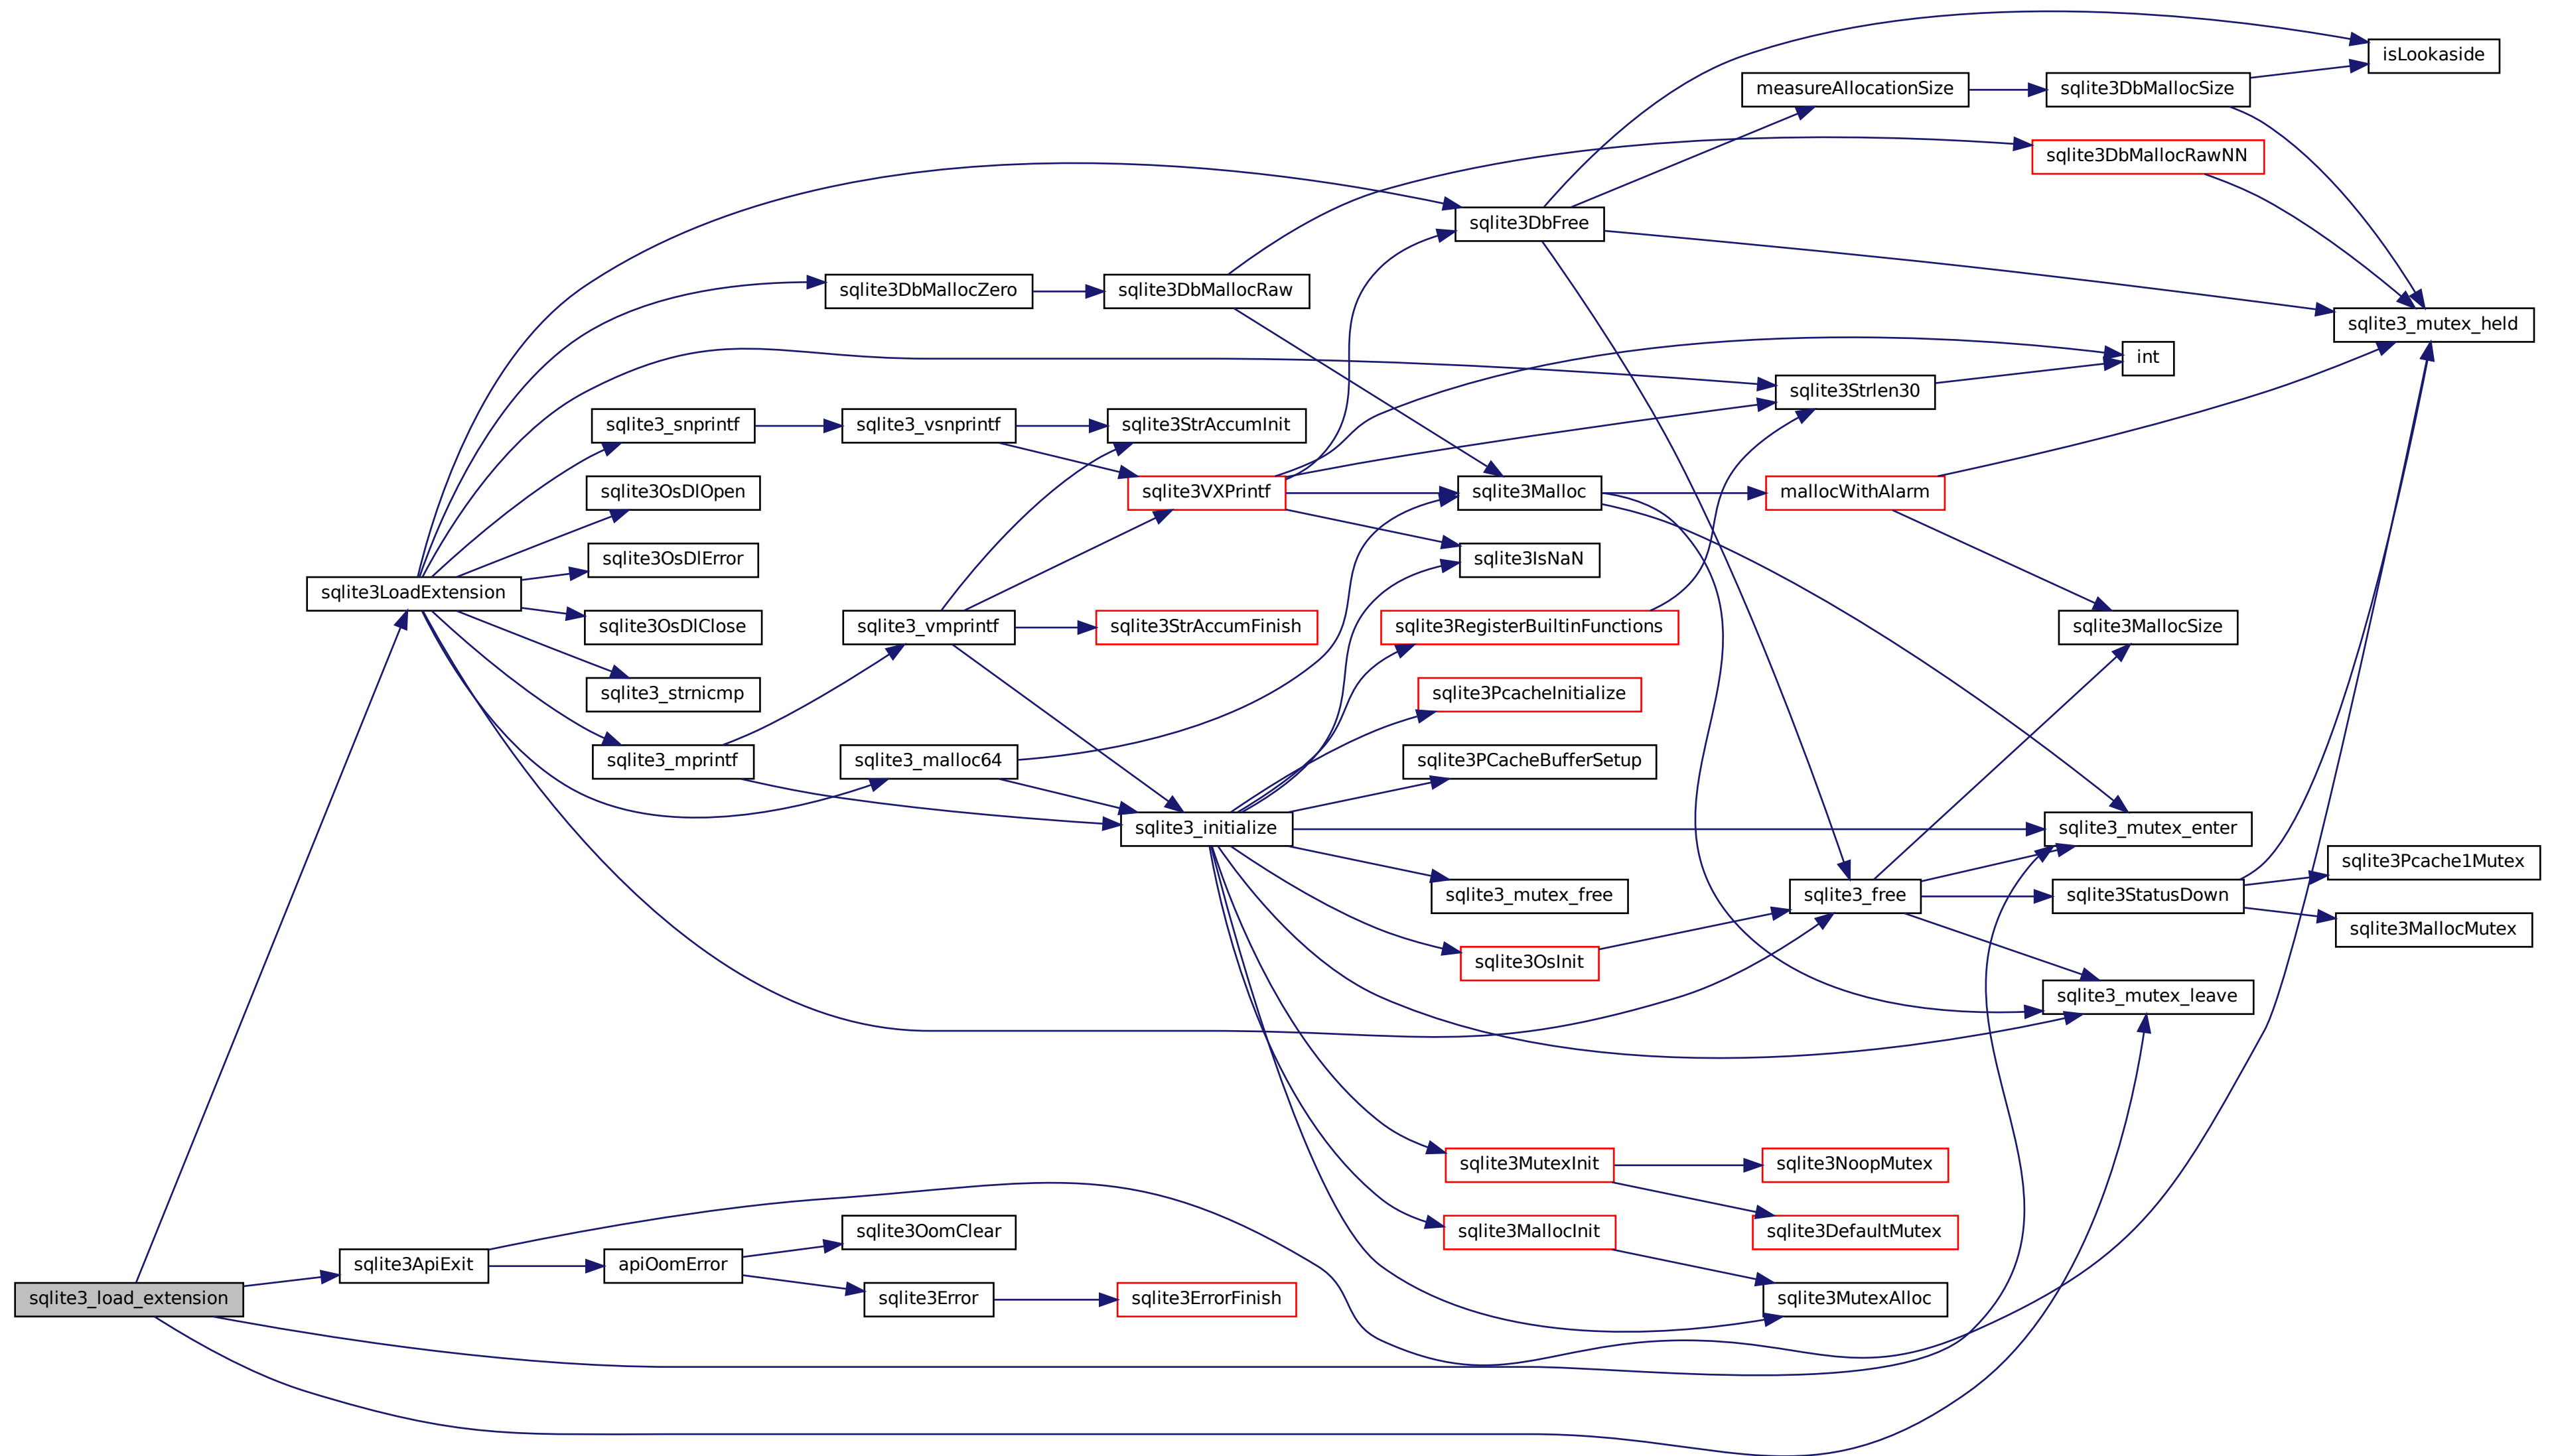 isLookaside
measureAllocationSize
sqlite3DbMallocSize
sqlite3DbMallocRawNN
sqlite3DbFree
sqlite3DbMallocZero
sqlite3DbMallocRaw
sqlite3_mutex_held
int
sqlite3Strlen30
sqlite3_snprintf
sqlite3_vsnprintf
sqlite3StrAccumInit
sqlite3OsDlOpen
sqlite3VXPrintf
sqlite3Malloc
mallocWithAlarm
sqlite3OsDlError
sqlite3IsNaN
sqlite3LoadExtension
sqlite3OsDlClose
sqlite3_vmprintf
sqlite3StrAccumFinish
sqlite3RegisterBuiltinFunctions
sqlite3MallocSize
sqlite3_strnicmp
sqlite3PcacheInitialize
sqlite3_mprintf
sqlite3_malloc64
sqlite3PCacheBufferSetup
sqlite3_initialize
sqlite3_mutex_enter
sqlite3Pcache1Mutex
sqlite3_mutex_free
sqlite3_free
sqlite3StatusDown
sqlite3MallocMutex
sqlite3OsInit
sqlite3_mutex_leave
sqlite3MutexInit
sqlite3NoopMutex
sqlite3OomClear
sqlite3MallocInit
sqlite3DefaultMutex
sqlite3ApiExit
apiOomError
sqlite3_load_extension
sqlite3Error
sqlite3ErrorFinish
sqlite3MutexAlloc